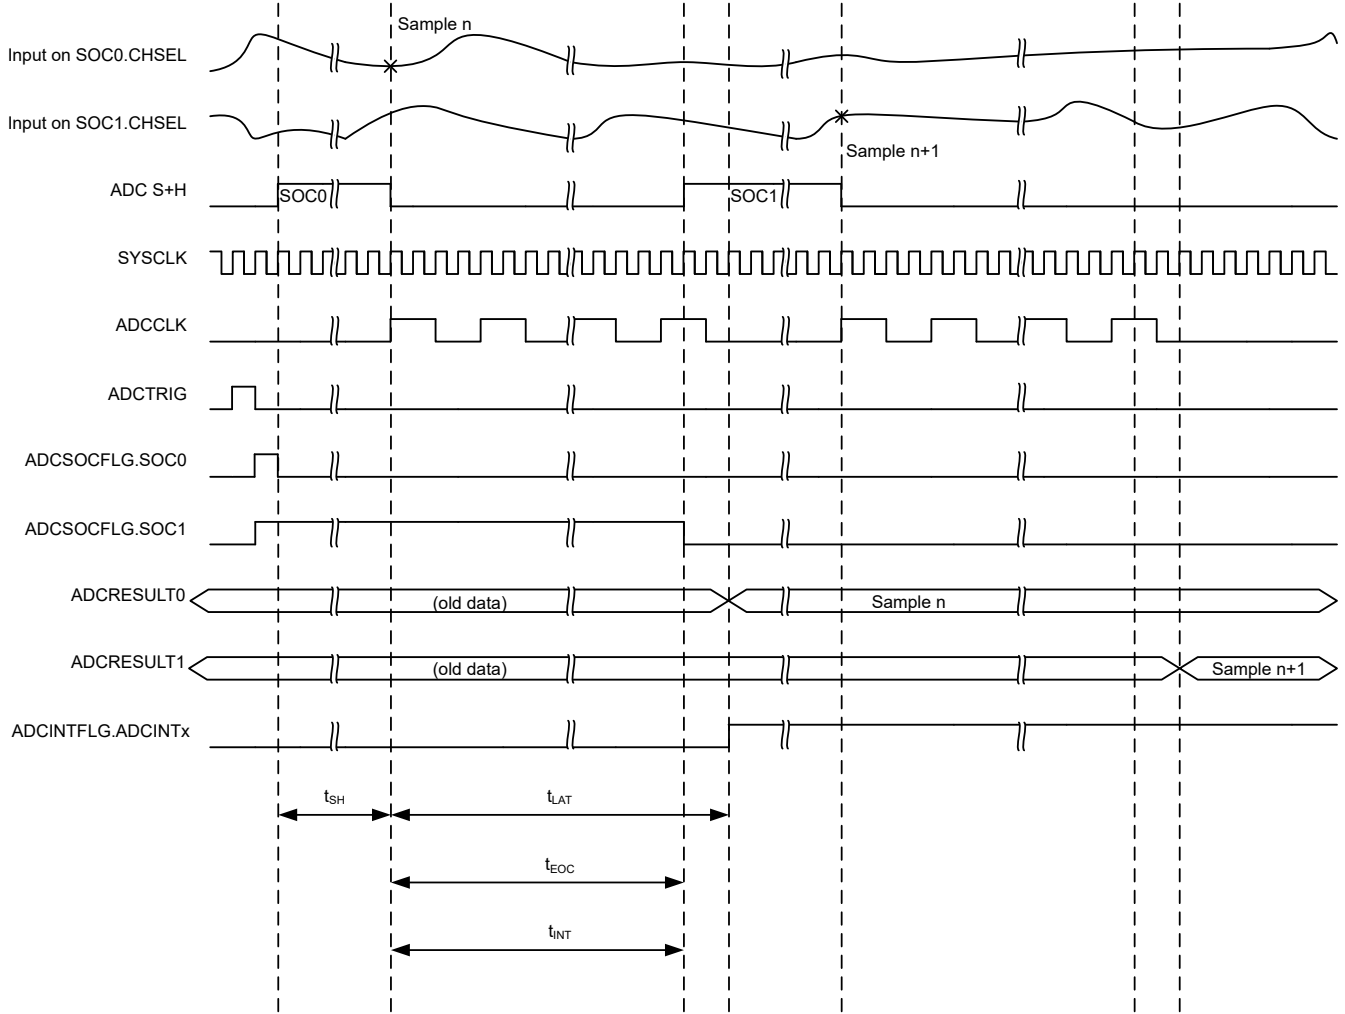 Sample n
Input on SOC0.CHSEL
Input on SOC1.CHSEL
Sample n+1
ADC S+H
SOC0
SOC1
SYSCLK
ADCCLK
ADCTRIG
ADCSOCFLG.SOC0
ADCSOCFLG.SOC1
ADCRESULT0
(old data)
Sample n
ADCRESULT1
(old data)
Sample n+1
ADCINTFLG.ADCINTx
tSH
tLAT
tEOC
tINT